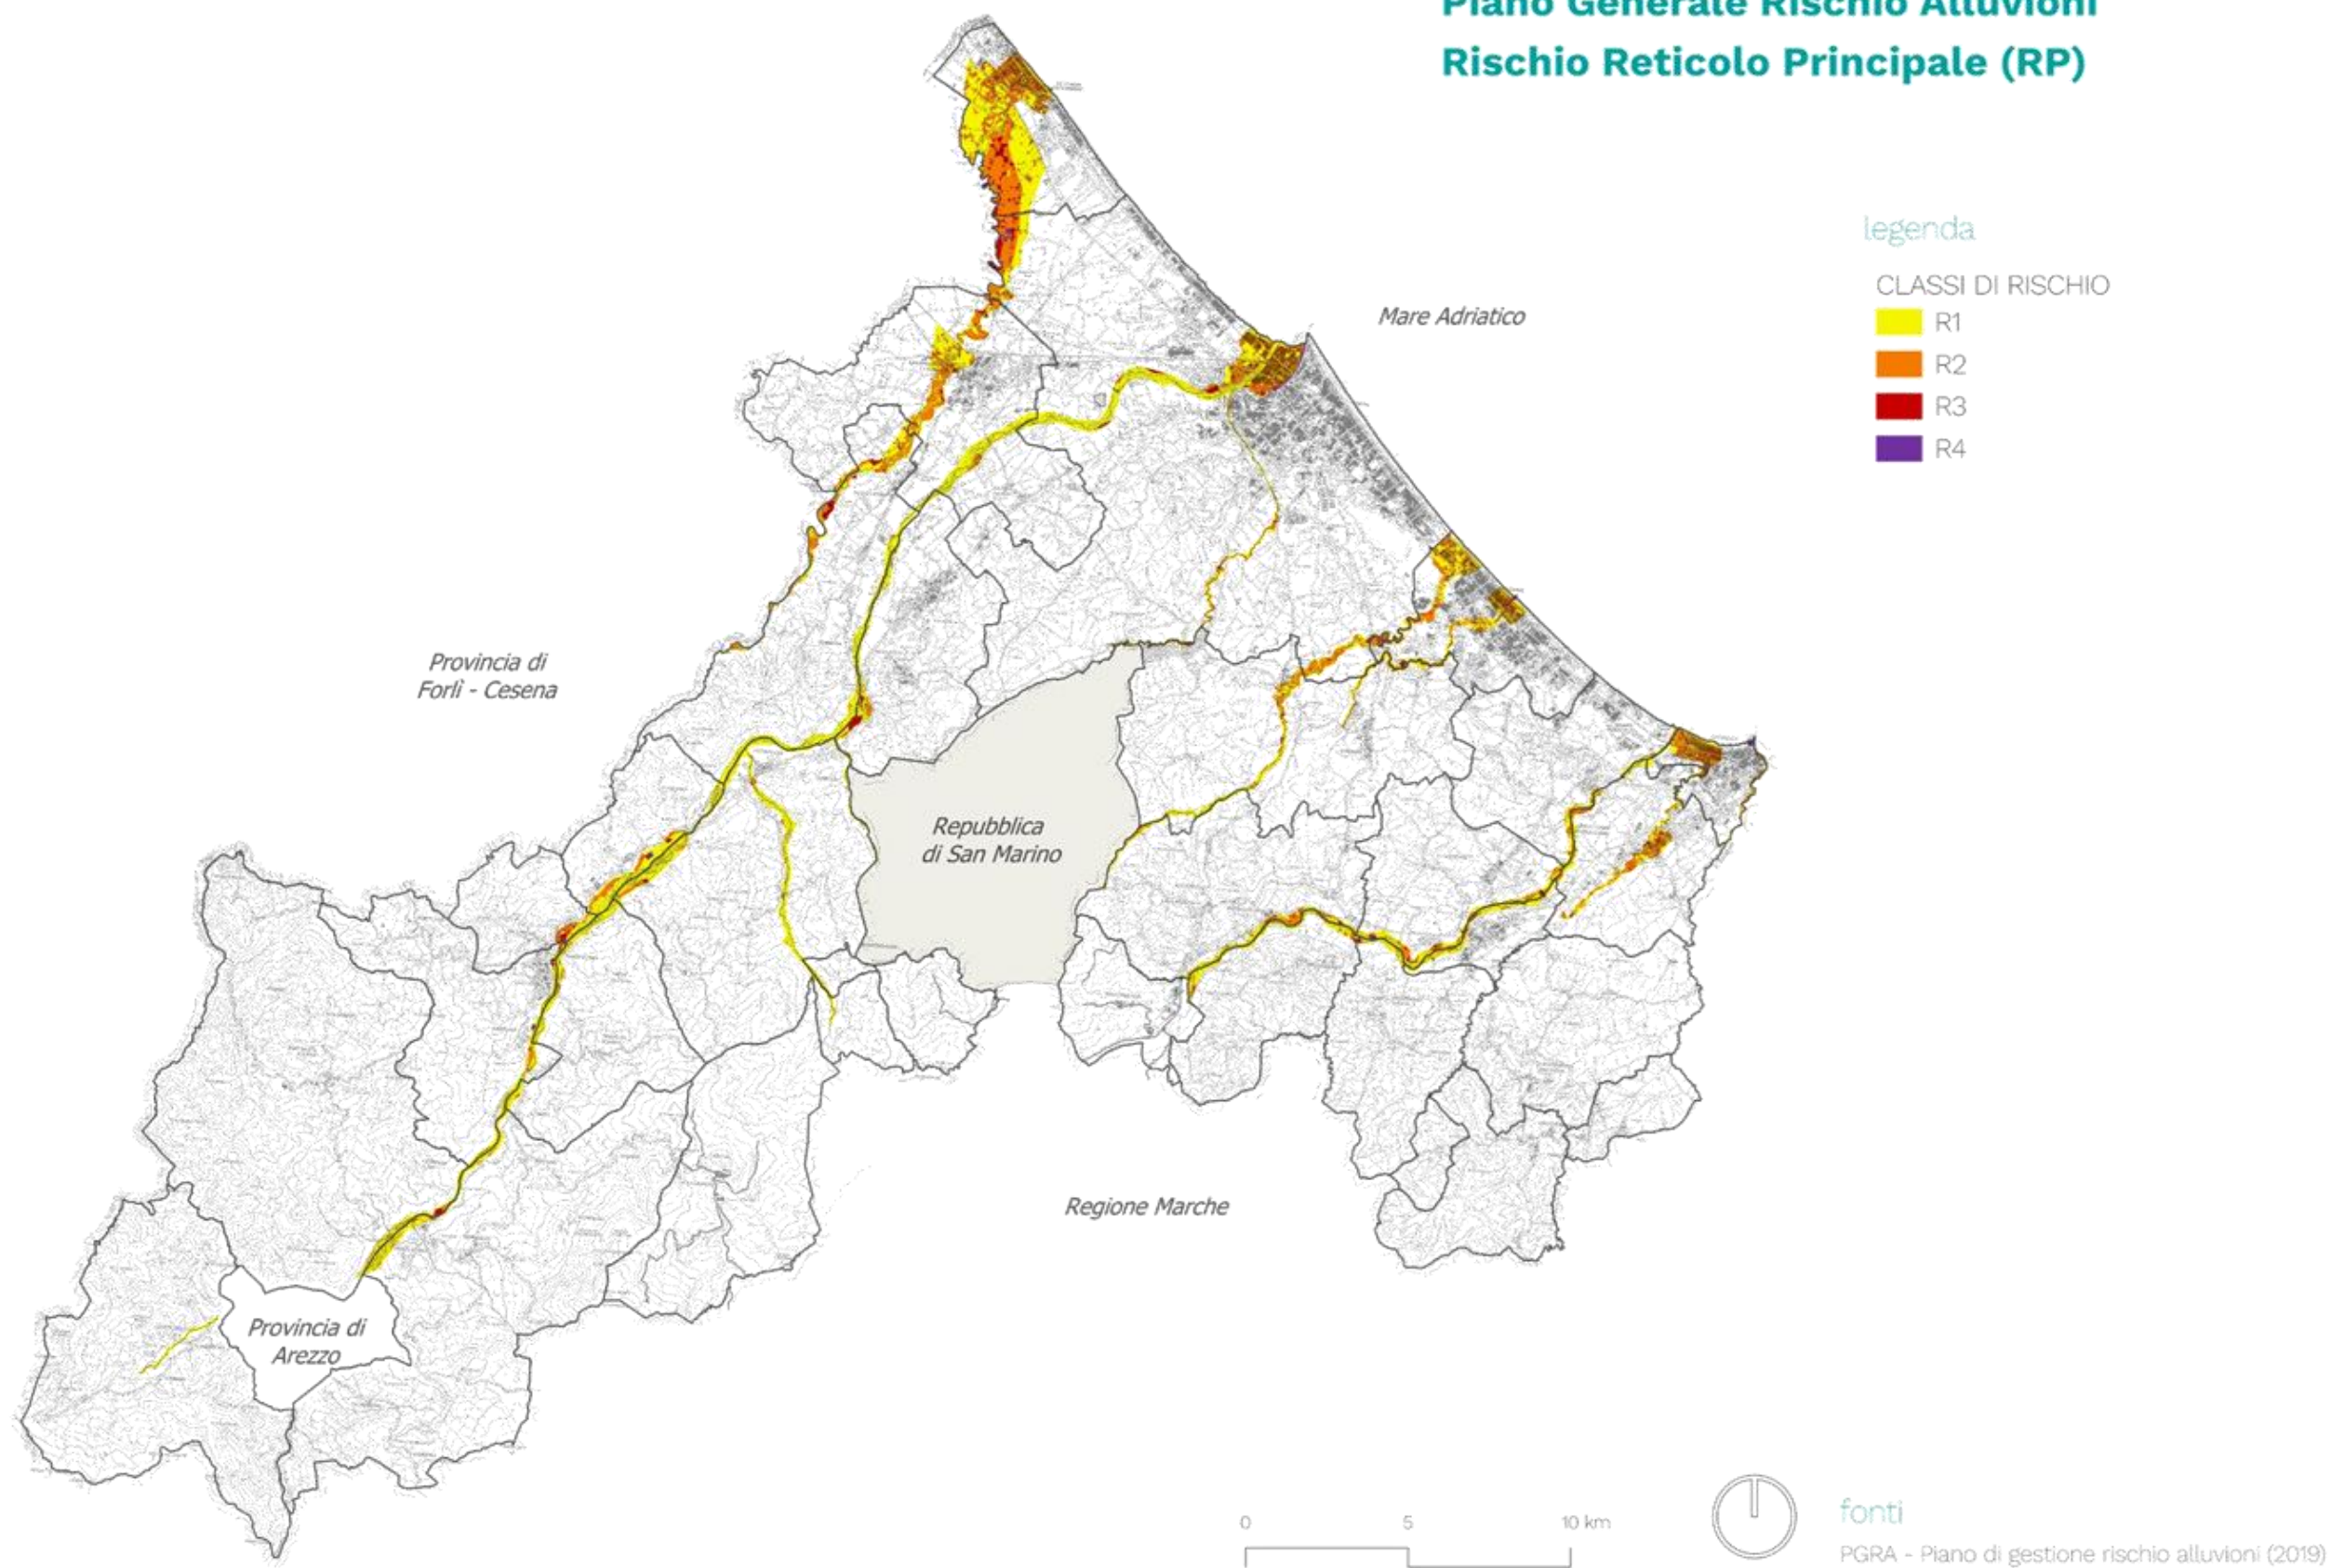 Piano Generale Rischio Alluvioni
Rischio Reticolo Principale (RP)
legenda
CLASSI DI RISCHIO
R1
R2
R3
R4
Mare Adriatico
Provincia di
Forlì - Cesena
Repubblica
di San Marino
Regione Marche
Provincia di
Arezzo
0 5 10 km
fonti
PGRA - Piano di gestione rischio alluvioni (2019)